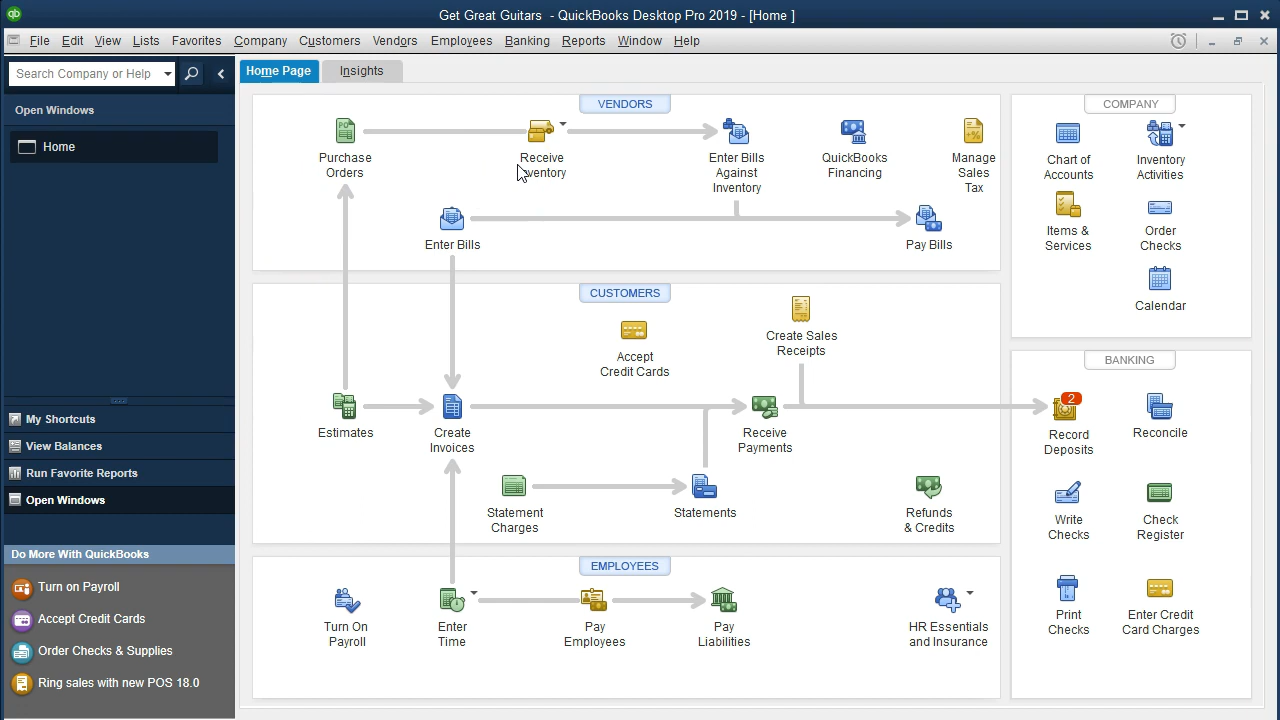 Get Great Guitars - QuickBooks Desktop Pro 2019 - [Home ]
File Edit View Lists Favorites Company Customers Vendors Employees Banking Reports Window Help
Search Company or Help
Open Windows
Home
My Shortcuts
View Balances
Run Favorite Reports
Open Windows
Do More With QuickBooks
Turn on Payroll
Accept Credit Cards
Order Checks & Supplies
Ring sales with new POS 18.0
Home Page
Insights
VENDORS
Purchase
Orders
Receive
Enter Bills
Against
Inventory
QuickBooks
Financing
Manage
Sales
Tax
Enter Bills
Pay Bills
CUSTOMERS
Accept
Credit Cards
Create Sales
Receipts
Estimates
Create
Invoices
Receive
Payments
Statement
Charges
Statements
Refunds
& Credits
EMPLOYEES
Turn On
Payroll
Enter
Time
Pay
Employees
Pay
Liabilities
HR Essentials
and Insurance
COMPANY
Chart of
Accounts
Inventory
Activities
Items &
Services
Order
Checks
Calendar
BANKING
2
Record
Deposits
Reconcile
Write
Checks
Check
Register
Print
Checks
Enter Credit
Card Charges